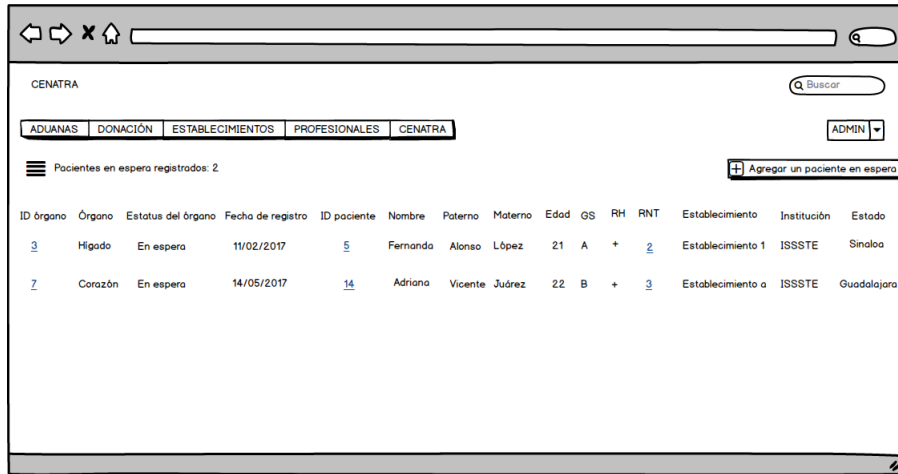 CENATRA Buscar
ADUANAS DONACIÓN ESTABLECIMIENTOS PROFESIONALES CENATRA ADMIN
Pacientes en espera registrados: 2 Agregar un paciente en espera
ID órgano Órgano Estatus del órgano Fecha de registro ID paciente Nombre Paterno Materno Edad GS RH RNT Establecimiento Institución Estado
3 Hígado En espera 11/02/2017 5 Fernanda Alonso López 21 A + 2 Establecimiento 1 ISSSTE Sinaloa
7 Corazón En espera 14/05/2017 14 Adriana Vicente Juárez 22 B + 3 Establecimiento a ISSSTE Guadalajara